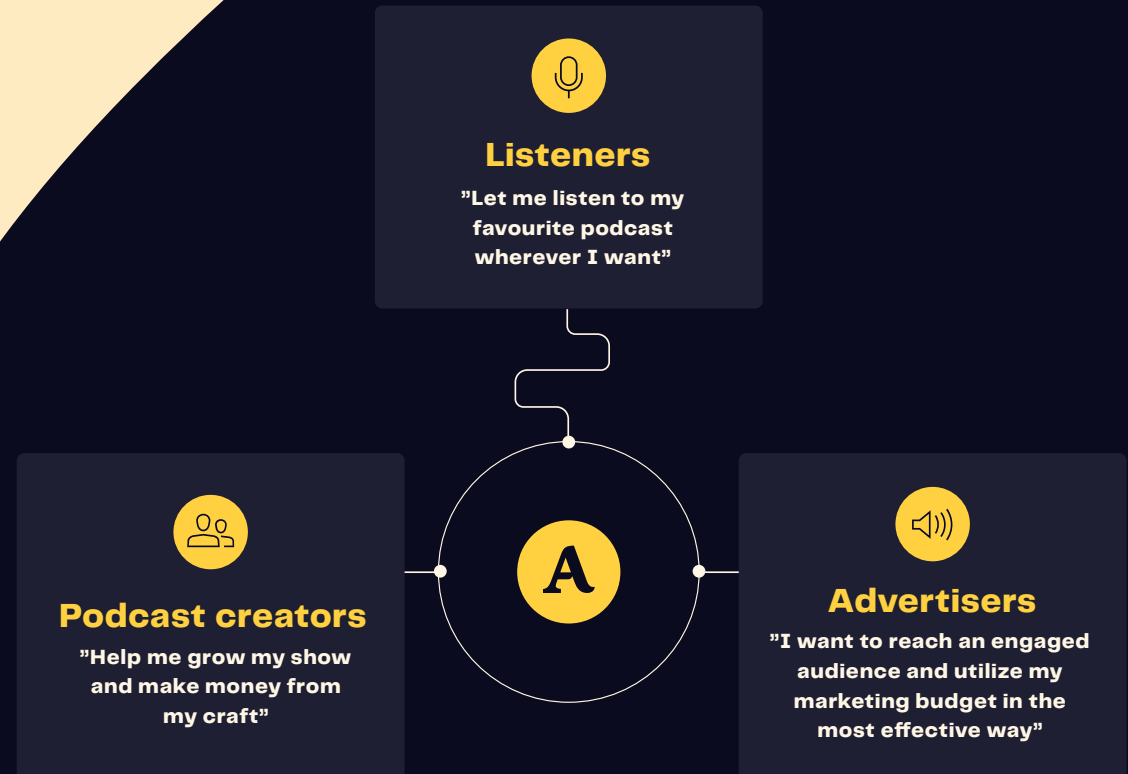 Listeners
”Let me listen to my
favourite podcast
wherever I want”
A
Podcast creators
”Help me grow my show
and make money from
my craft”
Advertisers
”I want to reach an engaged
audience and utilize my
marketing budget in the
most effective way”